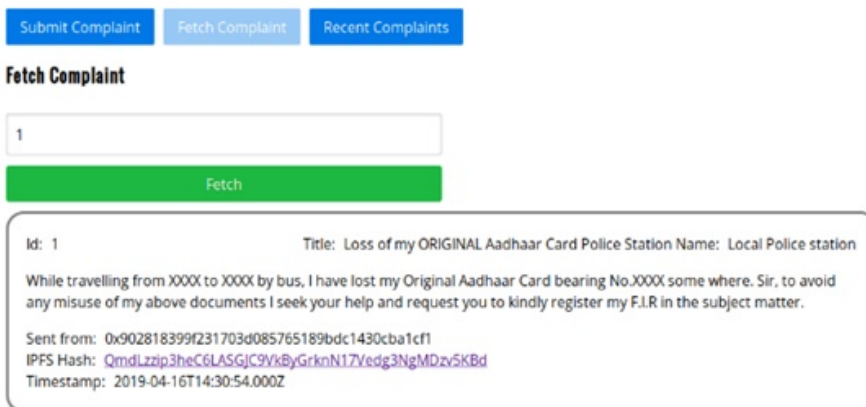 Submit Complaint Fetch Complaint Recent Complaints
Fetch Complaint
1
Fetch
Id: 1 Title: Loss of my ORIGINAL Aadhaar Card Police Station Name: Local Police station
While travelling from XXXX to XXXX by bus, I have lost my Original Aadhaar Card bearing No.XXXX some where. Sir, to avoid
any misuse of my above documents I seek your help and request you to kindly register my F.I.R in the subject matter.
Sent from: 0x902818399f231703d085765189bdc1430cba1cf1
IPFS Hash: QmdLzzip3heC6LASGJC9VkByGrknN17Vedg3NgMDzv5KBd
Timestamp: 2019-04-16T14:30:54.000Z